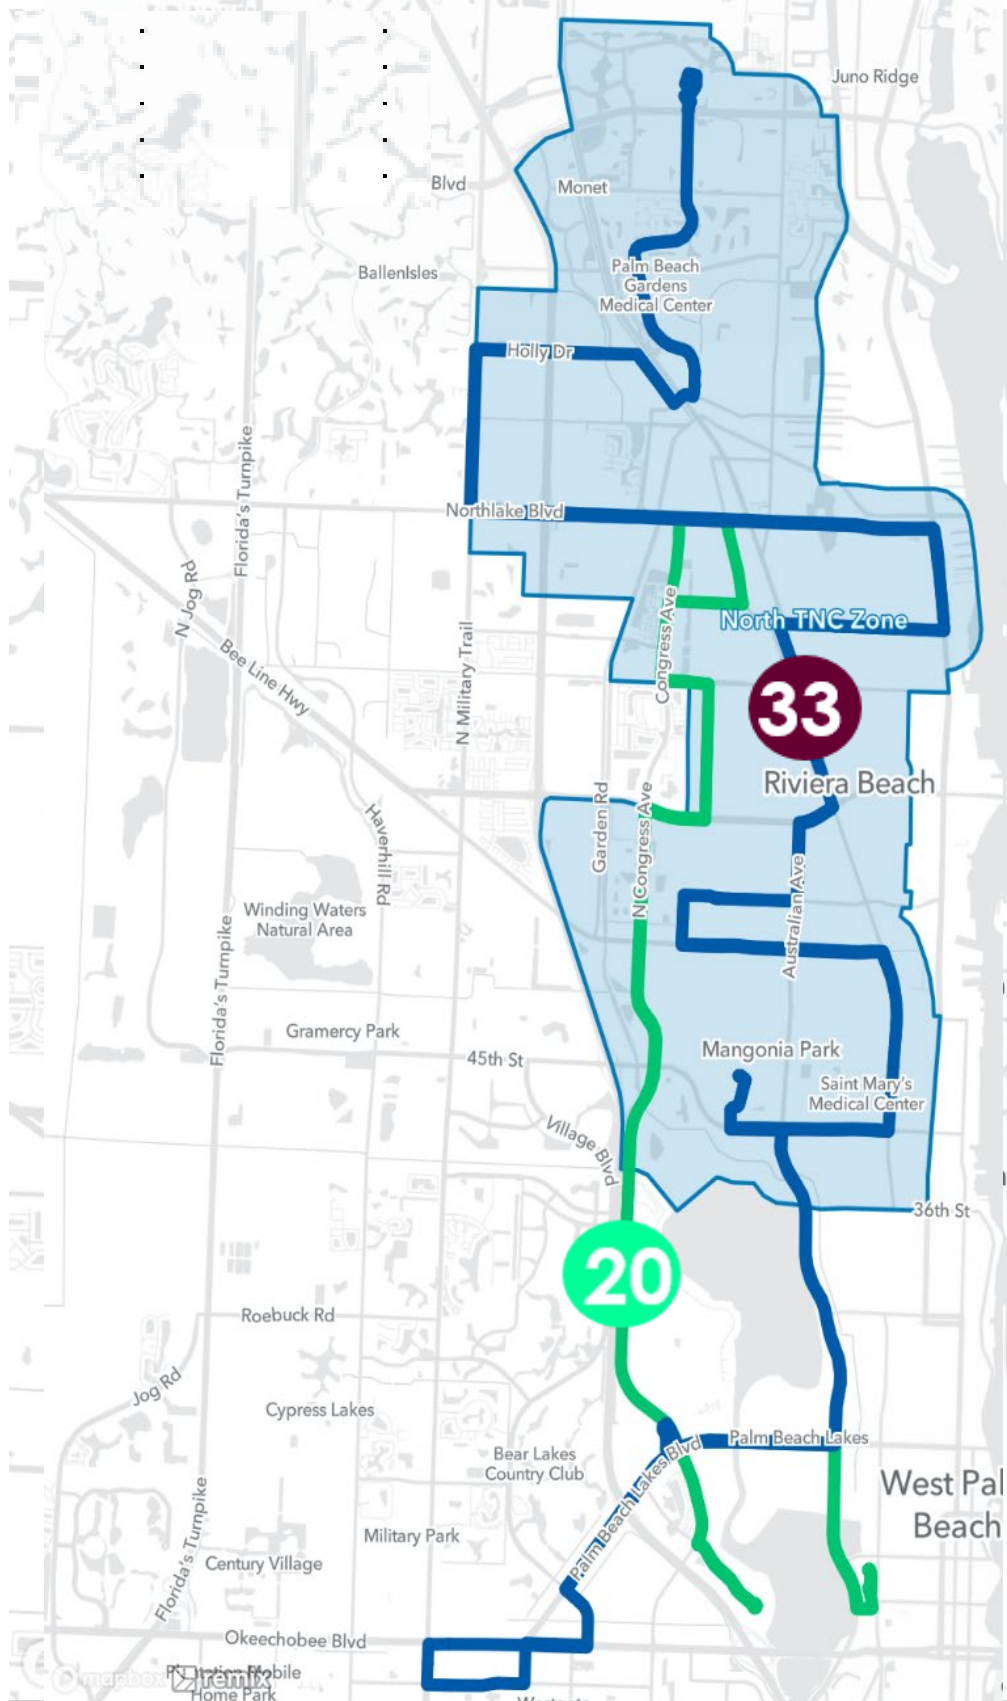 Juno Ridge
Blvd
Monet
BallenIsles
Palm Beach
Gardens
Medical Center
Holly Dr
Florida's Turnpike
Northlake Blvd
N Jog Rd
Congress Ave
North TNC Zone
Bee Line Hwy
N Military Trail
33
Riviera Beach
Garden Rd
N Congress Ave
Haverhill Rd
Australian Ave
Winding Waters
Natural Area
Florida's Turnpike
Gramercy Park
45th St
Mangonia Park
Saint Mary's
Medical Center
Village Blvd
36th St
20
Roebuck Rd
Jog Rd
Cypress Lakes
Palm Beach Lakes
Bear Lakes
Country Club
Palm Beach Lakes Blvd
West Pal
Beach
Military Park
Century Village
Florida's Turnpike
Okeechobee Blvd
mapbox
remix
Mobile
Home Park